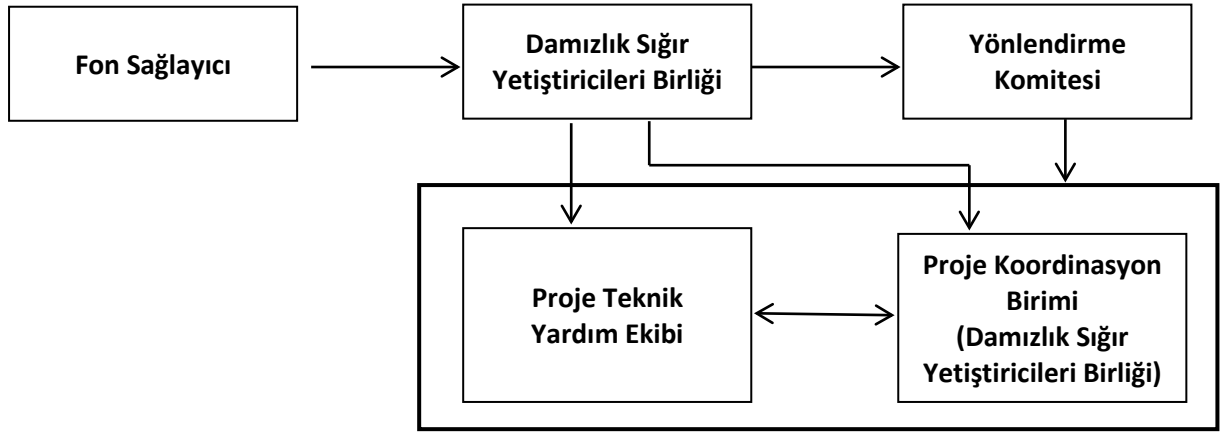 Fon Sağlayıcı
Damızlık Sığır
Yetiştiricileri Birliği
Yönlendirme
Komitesi
Proje Teknik
Yardım Ekibi
Proje Koordinasyon
Birimi
(Damızlık Sığır
Yetiştiricileri Birliği)